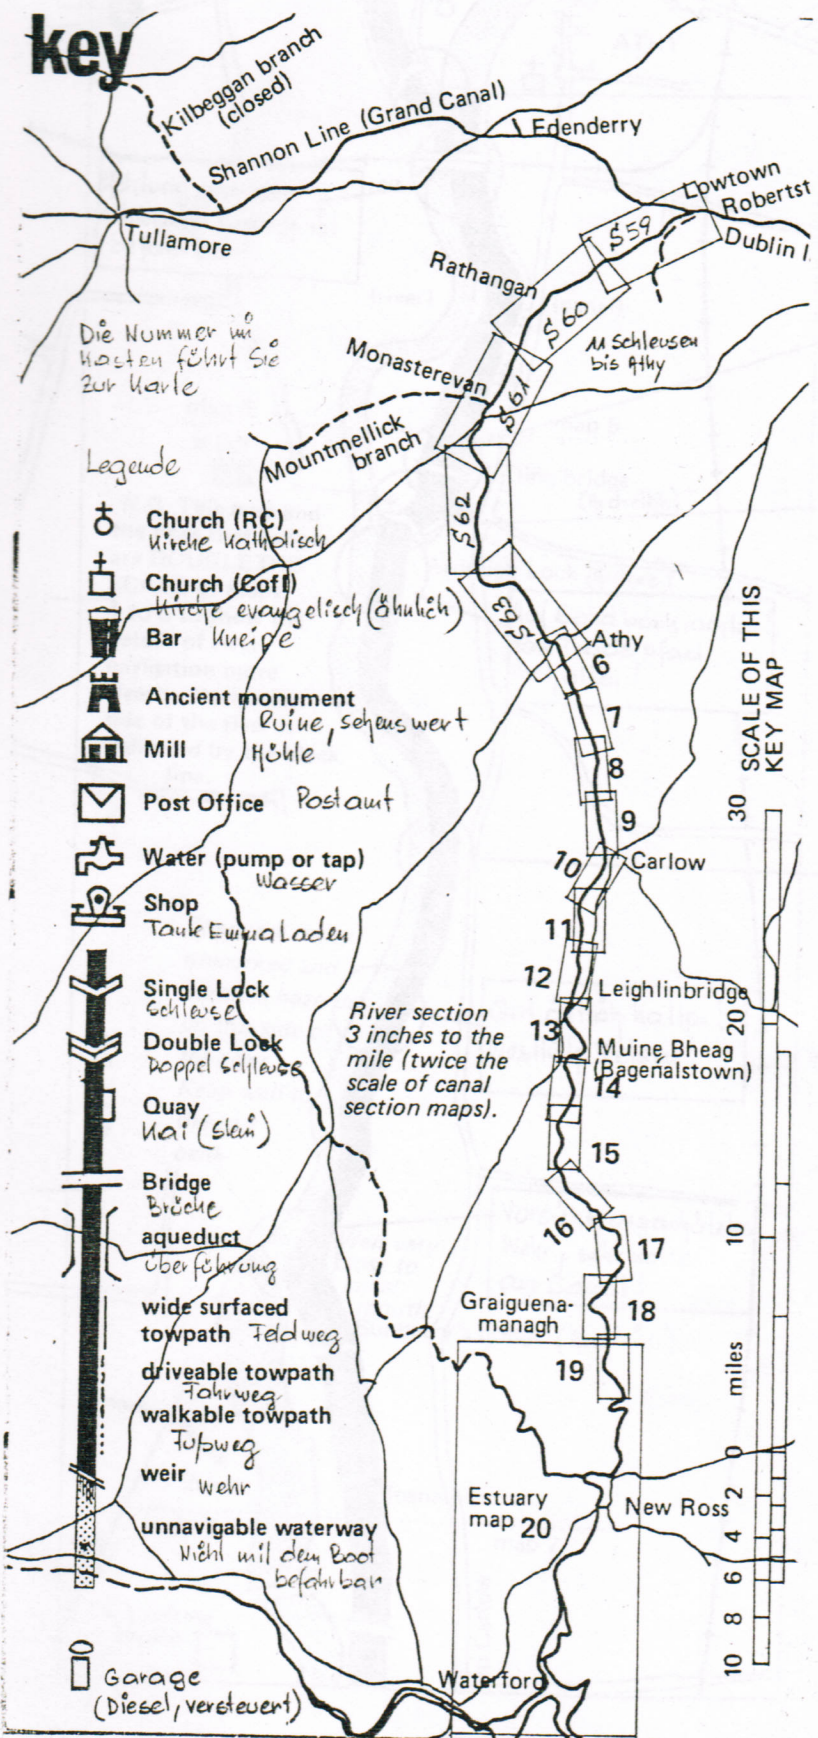 key
Kilbeggan branch
(closed)
Shannon Line (Grand Canal)
Edenderry
Lowtown
Robertst
Dublin l.
Tullamore
S59
Rathangan
S60
Die Nummer im
Kasten führt Sie
zur Karte
11 Schleusen
bis Athy
Monasterevan
S61
Mountmellick
branch
Legende
S62
Church (RC)
Kirche Katholisch
Church (CofI)
Kirche evangelisch (ähnlich)
S63
Athy
Bar Kneipe
6
Ancient monument
Ruine, sehenswert
7
Mill
Mühle
8
Post Office Postamt
9
Water (pump or tap)
Wasser
10
Carlow
Shop
Tante Emma Laden
11
12
Leighlinbridge
Single Lock
Schleuse
River section
3 inches to the
mile (twice the
scale of canal
section maps).
13
Double Lock
Doppel Schleuse
Muine Bheag
(Bagenalstown)
14
Quay
Kai (Stein)
15
Bridge
Brücke
16
17
aqueduct
Überführung
wide surfaced
towpath Feldweg
Graiguena-
managh
18
driveable towpath
Fahrweg
19
walkable towpath
Fußweg
weir Wehr
Estuary
map 20
New Ross
unnavigable waterway
Nicht mit dem Boot
befahrbar
Garage
(Diesel, versteuert)
Waterford
SCALE OF THIS
KEY MAP
30
20
10
miles
0
2
4
6
8
10